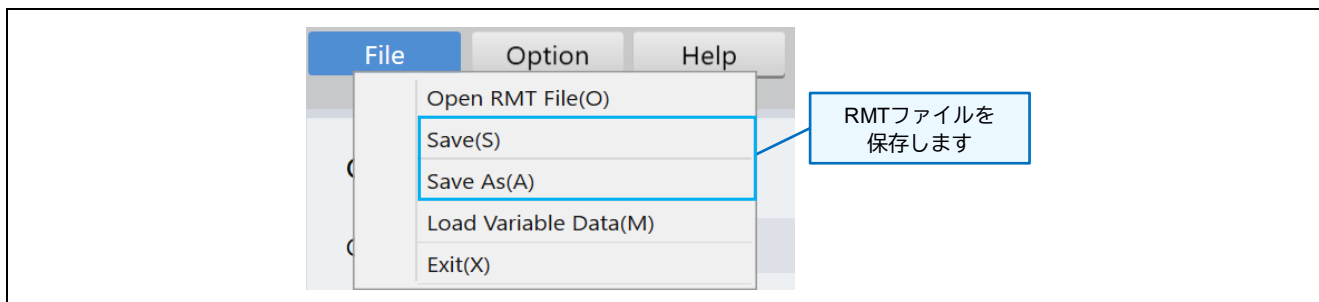 File Option Help
Open RMT File(O)
Save(S)
Save As(A)
Load Variable Data(M)
Exit(X)
RMTファイルを
保存します